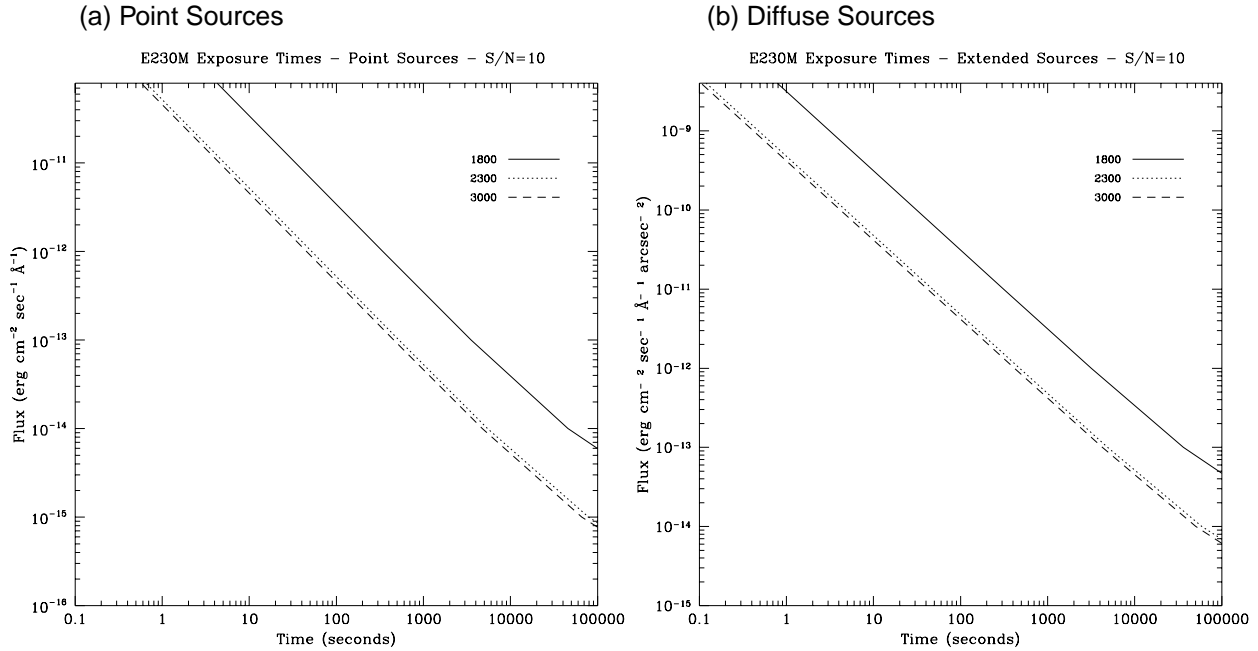 (a) Point Sources
E230M Exposure Times – Point Sources – S/N=10
Flux (erg cm⁻² sec⁻¹ Å⁻¹)
10⁻¹¹
10⁻¹²
10⁻¹³
10⁻¹⁴
10⁻¹⁵
10⁻¹⁶
1800
2300
3000
0.1 1 10 100 1000 10000 100000
Time (seconds)
(b) Diffuse Sources
E230M Exposure Times – Extended Sources – S/N=10
Flux (erg cm⁻ ² sec⁻ ¹ Å⁻ ¹ arcsec⁻ ²)
10⁻⁹
10⁻¹⁰
10⁻¹¹
10⁻¹²
10⁻¹³
10⁻¹⁴
10⁻¹⁵
1800
2300
3000
0.1 1 10 100 1000 10000 100000
Time (seconds)